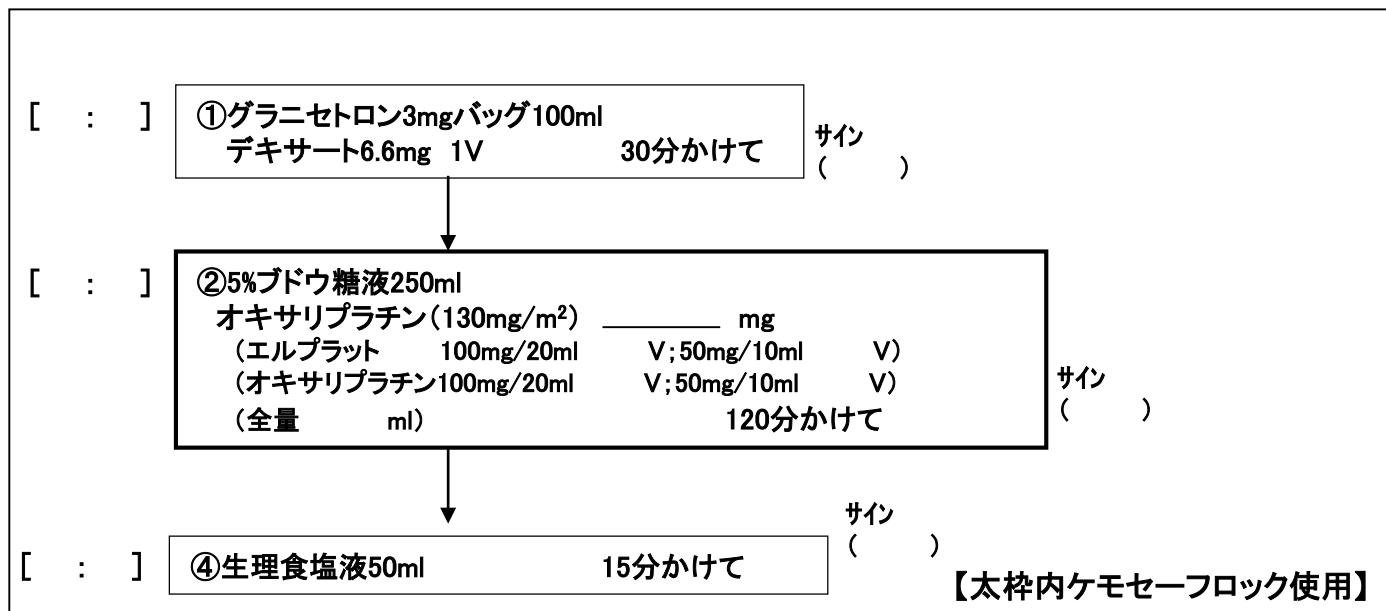 [　：　] ①グラニセトロン3mgバッグ100ml
デキサート6.6mg 1V　　30分かけて
サイン
(　　)
[　：　] ②5%ブドウ糖液250ml
オキサリプラチン(130mg/m²) ________ mg
(エルプラット　　100mg/20ml　　V;50mg/10ml　　V)
(オキサリプラチン100mg/20ml　　V;50mg/10ml　　V)
(全量　　ml)　　120分かけて
サイン
(　　)
サイン
(　　)
[　：　] ④生理食塩液50ml　　15分かけて
【太枠内ケモセーフロック使用】